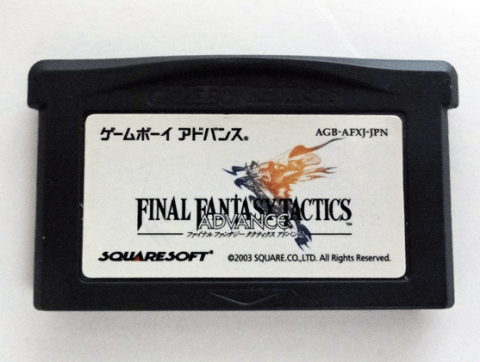 ゲームボーイ アドバンス®
AGB-AFXJ-JPN
FINAL FANTASY TACTICS
ADVANCE™
ファイナル ファンタジー タクティクス アドバンス
SQUARESOFT®
©2003 SQUARE.CO.,LTD. All Rights Reserved.